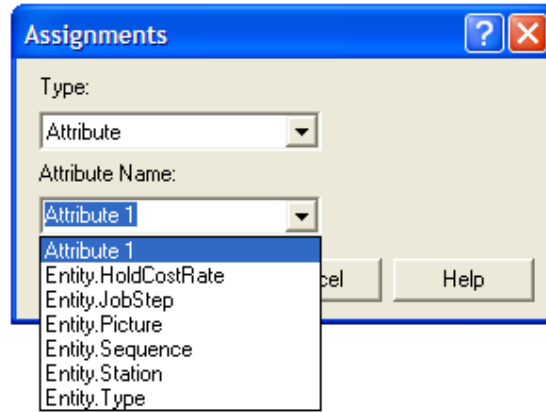 Assignments
Type:
Attribute
Attribute Name:
Attribute 1
Attribute 1
Entity.HoldCostRate
Entity.JobStep
Entity.Picture
Entity.Sequence
Entity.Station
Entity.Type
cel
Help